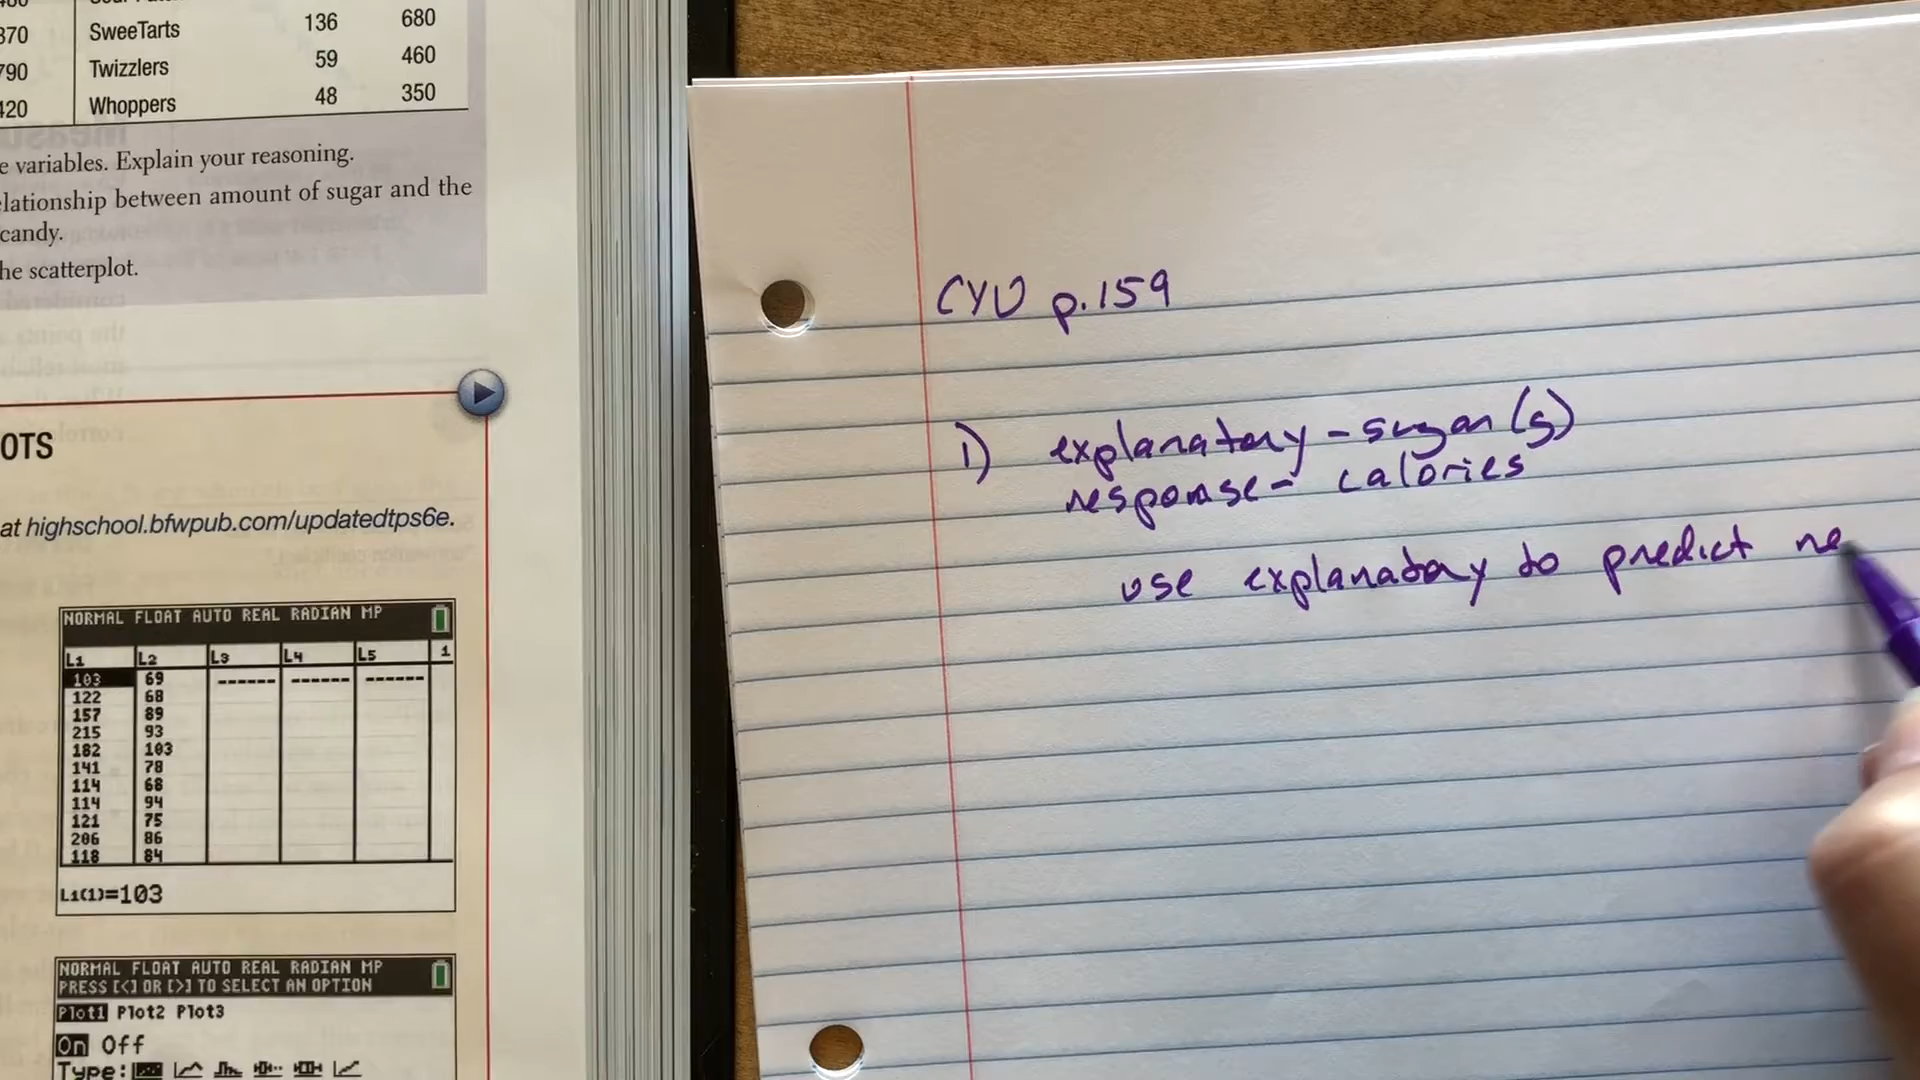 SweeTarts 136 680
370
Twizzlers 59 460
790
Whoppers 48 350
420
e variables. Explain your reasoning.
elationship between amount of sugar and the
candy.
he scatterplot.
OTS
at highschool.bfwpub.com/updatedtps6e.
NORMAL FLOAT AUTO REAL RADIAN MP
L1 L2 L3 L4 L5 1
103 69 ------ ------ ------
122 68
157 89
215 93
182 103
141 78
114 68
114 94
121 75
206 86
118 84
L1(1)=103
NORMAL FLOAT AUTO REAL RADIAN MP
PRESS [<] OR [>] TO SELECT AN OPTION
Plot1 Plot2 Plot3
On Off
Type:
CYU p.159
1) explanatory - sugar (g)
response - calories
use explanatory to predict re